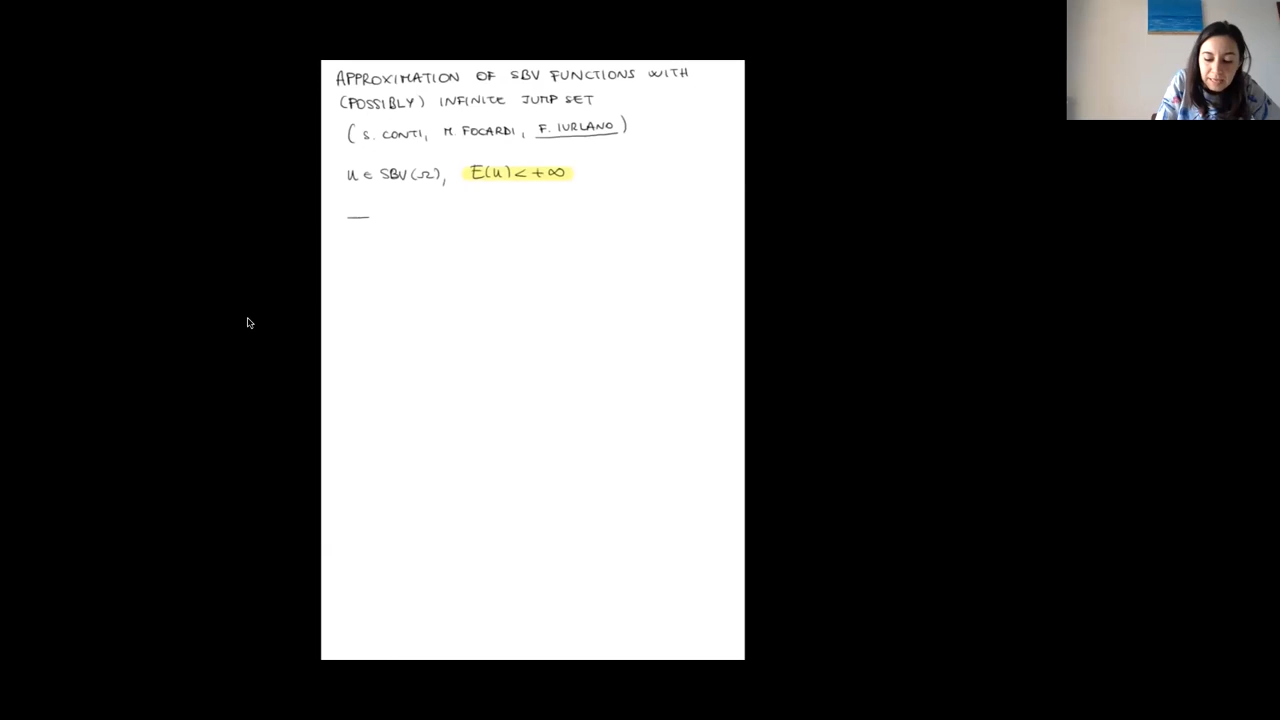 APPROXIMATION OF SBV FUNCTIONS WITH
(POSSIBLY) INFINITE JUMP SET
(S. CONTI, M. FOCARDI, F. IURLANO)
u ∈ SBV(Ω), E(u) < +∞